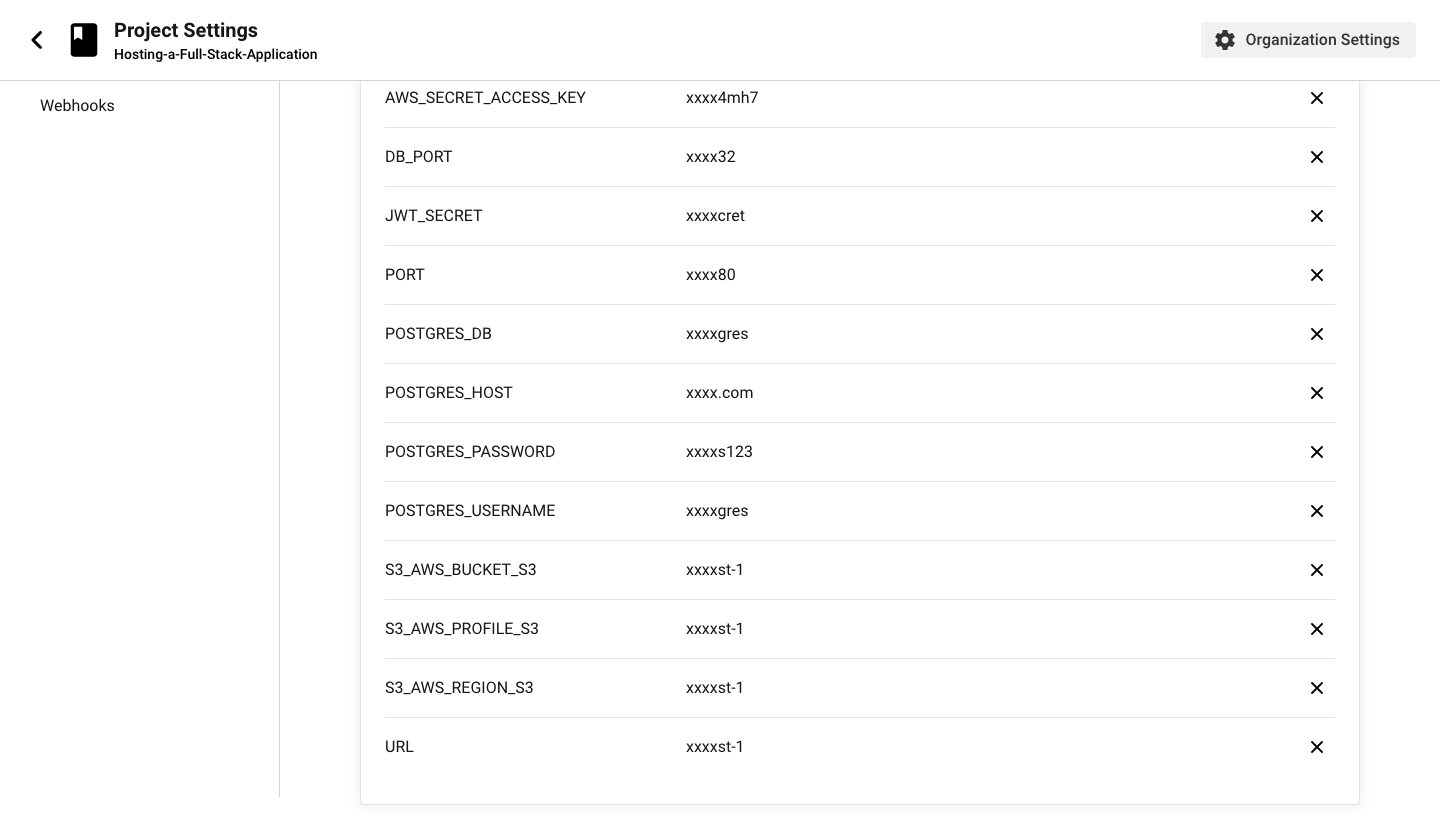 Project Settings
Hosting-a-Full-Stack-Application
Organization Settings
Webhooks
AWS_SECRET_ACCESS_KEY xxxx4mh7
DB_PORT xxxx32
JWT_SECRET xxxxcret
PORT xxxx80
POSTGRES_DB xxxxgres
POSTGRES_HOST xxxx.com
POSTGRES_PASSWORD xxxxs123
POSTGRES_USERNAME xxxxgres
S3_AWS_BUCKET_S3 xxxxst-1
S3_AWS_PROFILE_S3 xxxxst-1
S3_AWS_REGION_S3 xxxxst-1
URL xxxxst-1